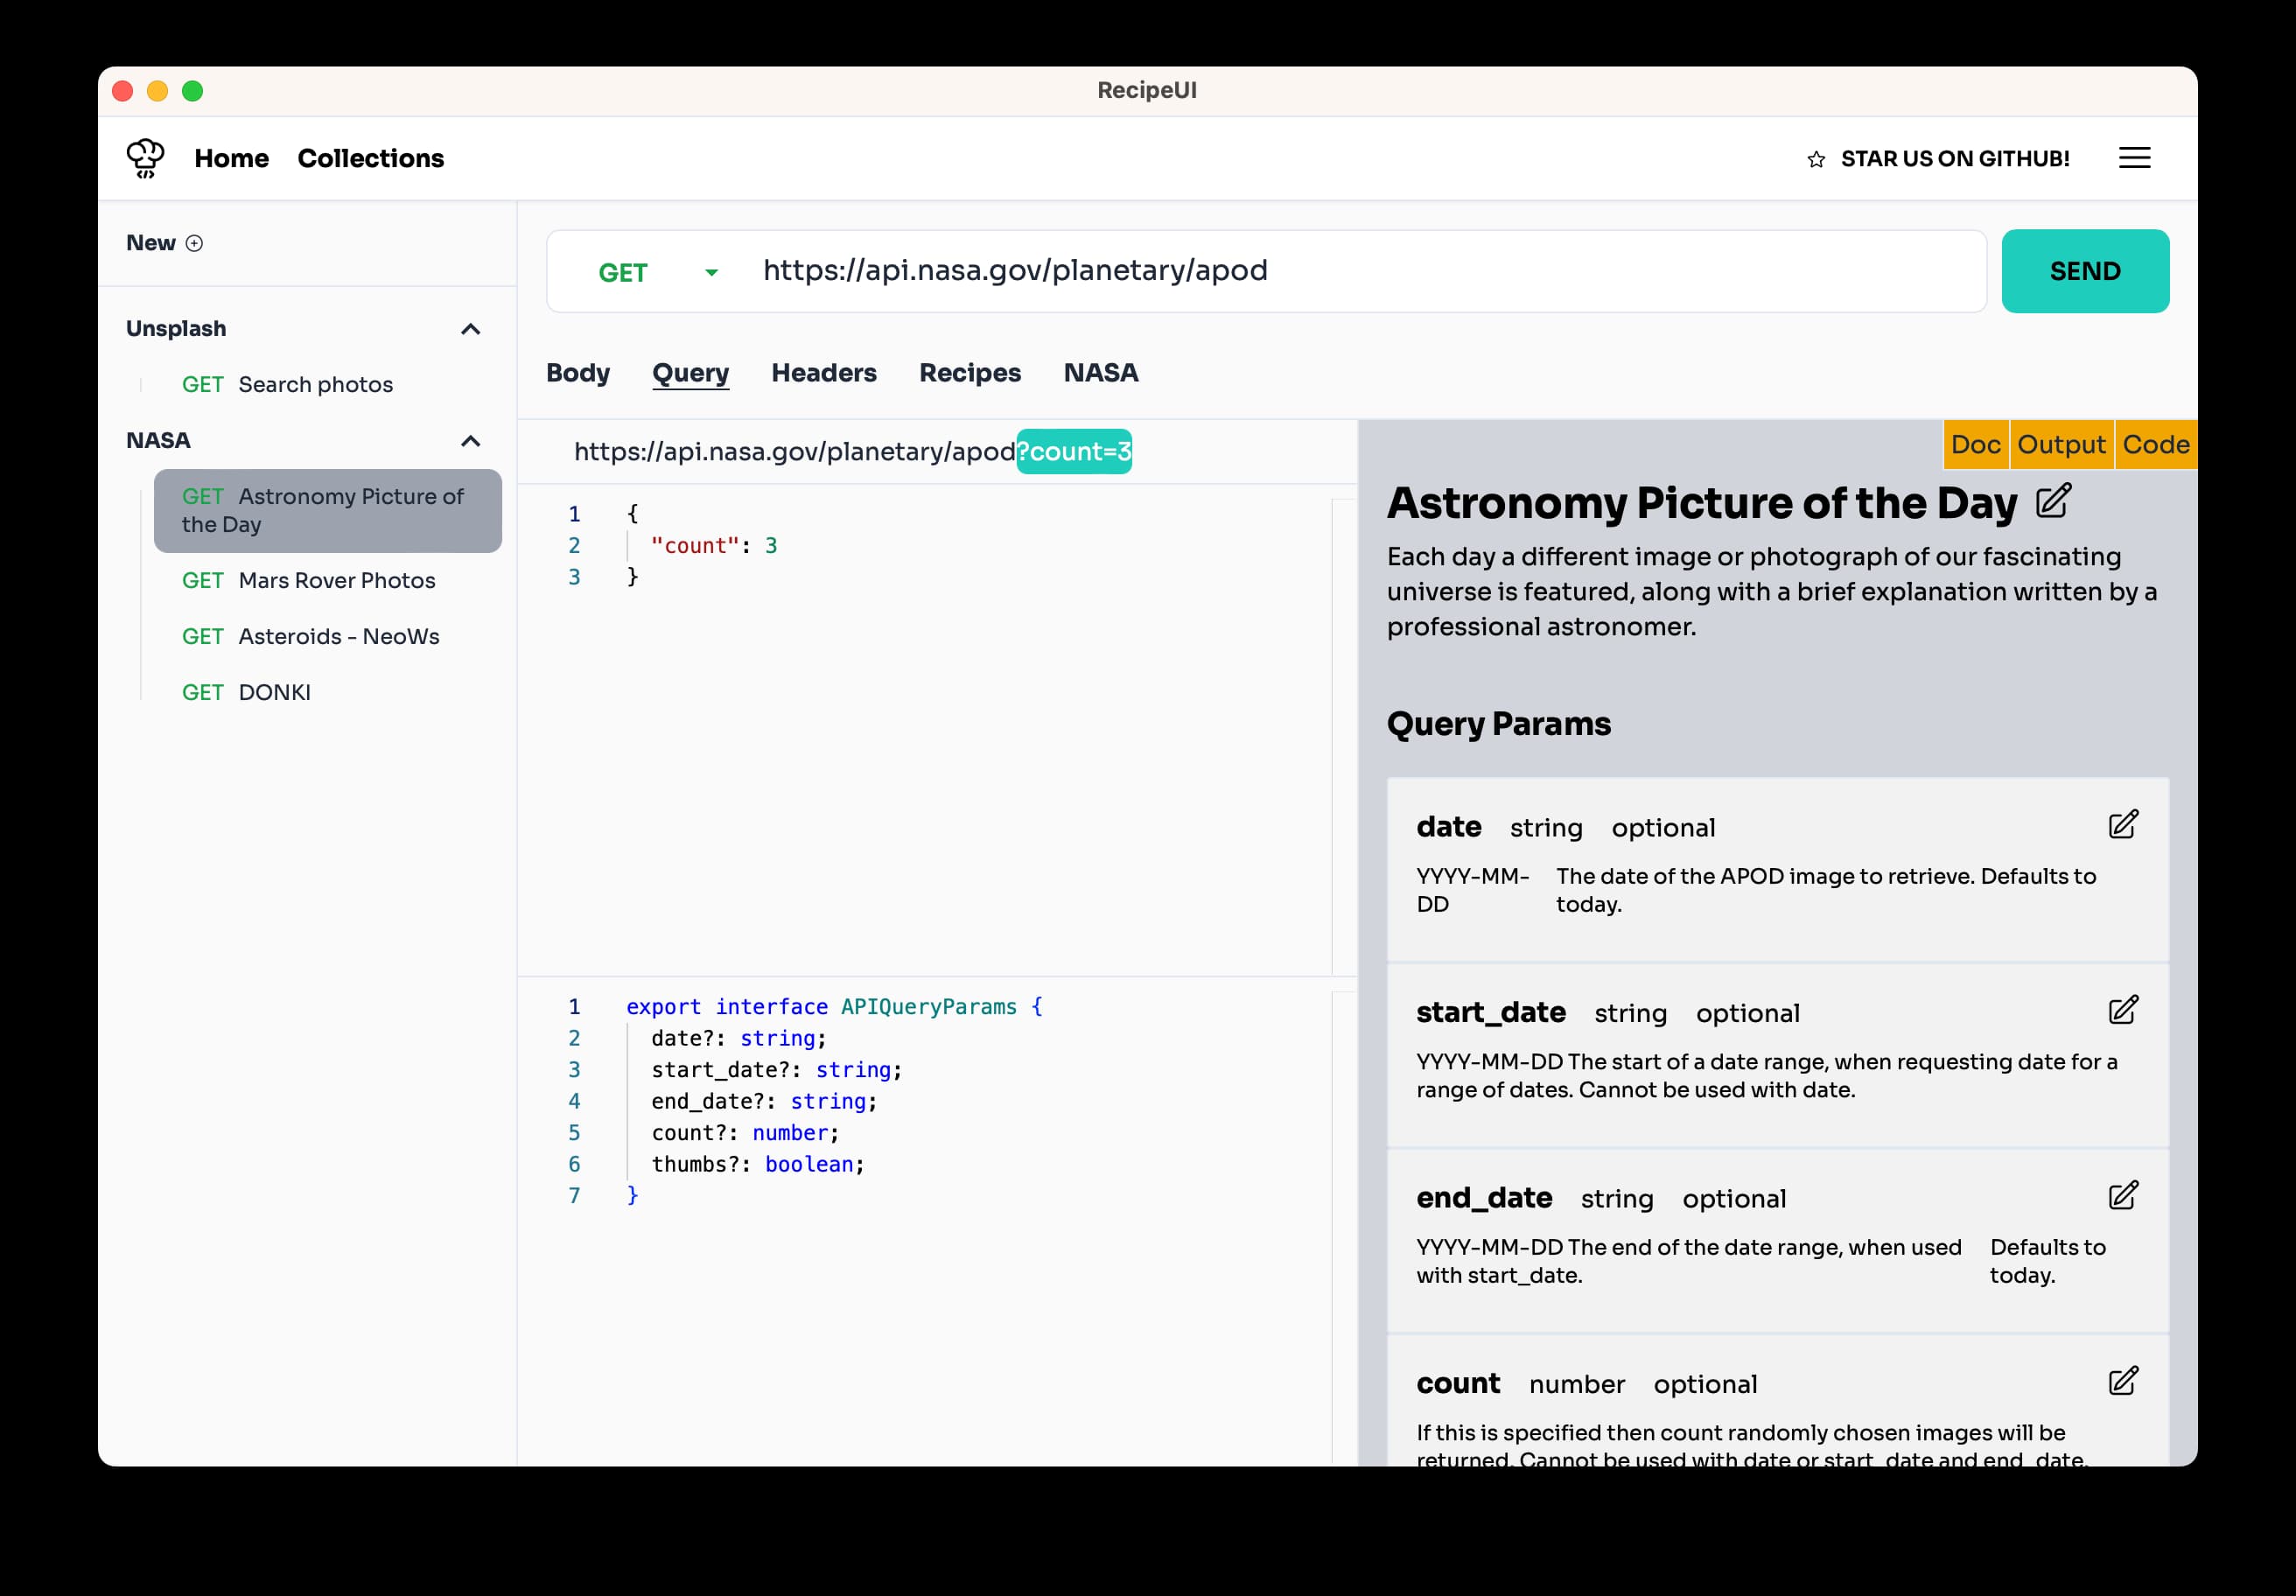 RecipeUI
Home Collections
STAR US ON GITHUB!
New
Unsplash
GET Search photos
NASA
GET Astronomy Picture of
the Day
GET Mars Rover Photos
GET Asteroids - NeoWs
GET DONKI
GET https://api.nasa.gov/planetary/apod
SEND
Body Query Headers Recipes NASA
https://api.nasa.gov/planetary/apod?count=3
1 {
2 "count": 3
3 }
1 export interface APIQueryParams {
2 date?: string;
3 start_date?: string;
4 end_date?: string;
5 count?: number;
6 thumbs?: boolean;
7 }
Doc Output Code
Astronomy Picture of the Day
Each day a different image or photograph of our fascinating
universe is featured, along with a brief explanation written by a
professional astronomer.
Query Params
date string optional
YYYY-MM-
DD
The date of the APOD image to retrieve. Defaults to
today.
start_date string optional
YYYY-MM-DD The start of a date range, when requesting date for a
range of dates. Cannot be used with date.
end_date string optional
YYYY-MM-DD The end of the date range, when used
with start_date.
Defaults to
today.
count number optional
If this is specified then count randomly chosen images will be
returned. Cannot be used with date or start_date and end_date.